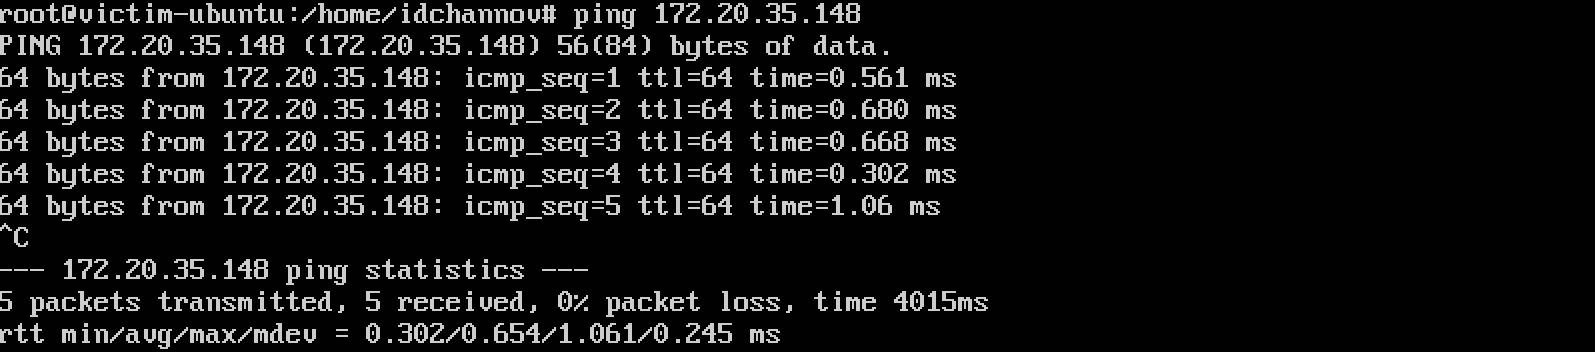 root@victim-ubuntu:/home/idchannov# ping 172.20.35.148
PING 172.20.35.148 (172.20.35.148) 56(84) bytes of data.
64 bytes from 172.20.35.148: icmp_seq=1 ttl=64 time=0.561 ms
64 bytes from 172.20.35.148: icmp_seq=2 ttl=64 time=0.680 ms
64 bytes from 172.20.35.148: icmp_seq=3 ttl=64 time=0.668 ms
64 bytes from 172.20.35.148: icmp_seq=4 ttl=64 time=0.302 ms
64 bytes from 172.20.35.148: icmp_seq=5 ttl=64 time=1.06 ms
^C
--- 172.20.35.148 ping statistics ---
5 packets transmitted, 5 received, 0% packet loss, time 4015ms
rtt min/avg/max/mdev = 0.302/0.654/1.061/0.245 ms